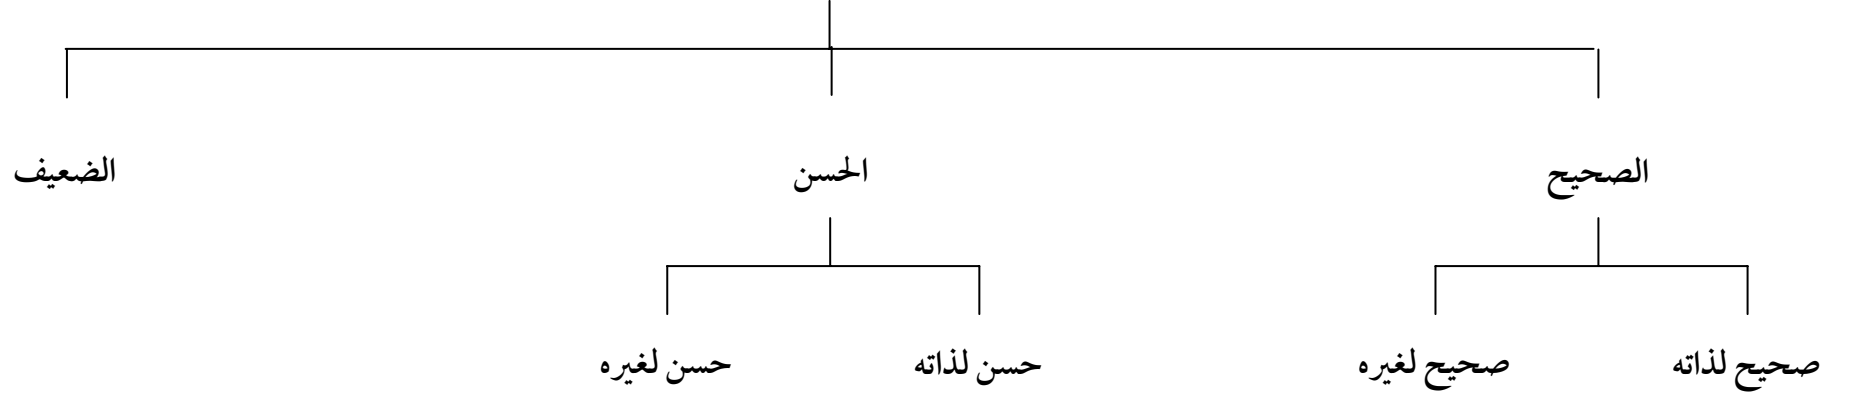 الصحيح الحسن الضعيف
صحيح لذاته صحيح لغيره حسن لذاته حسن لغيره